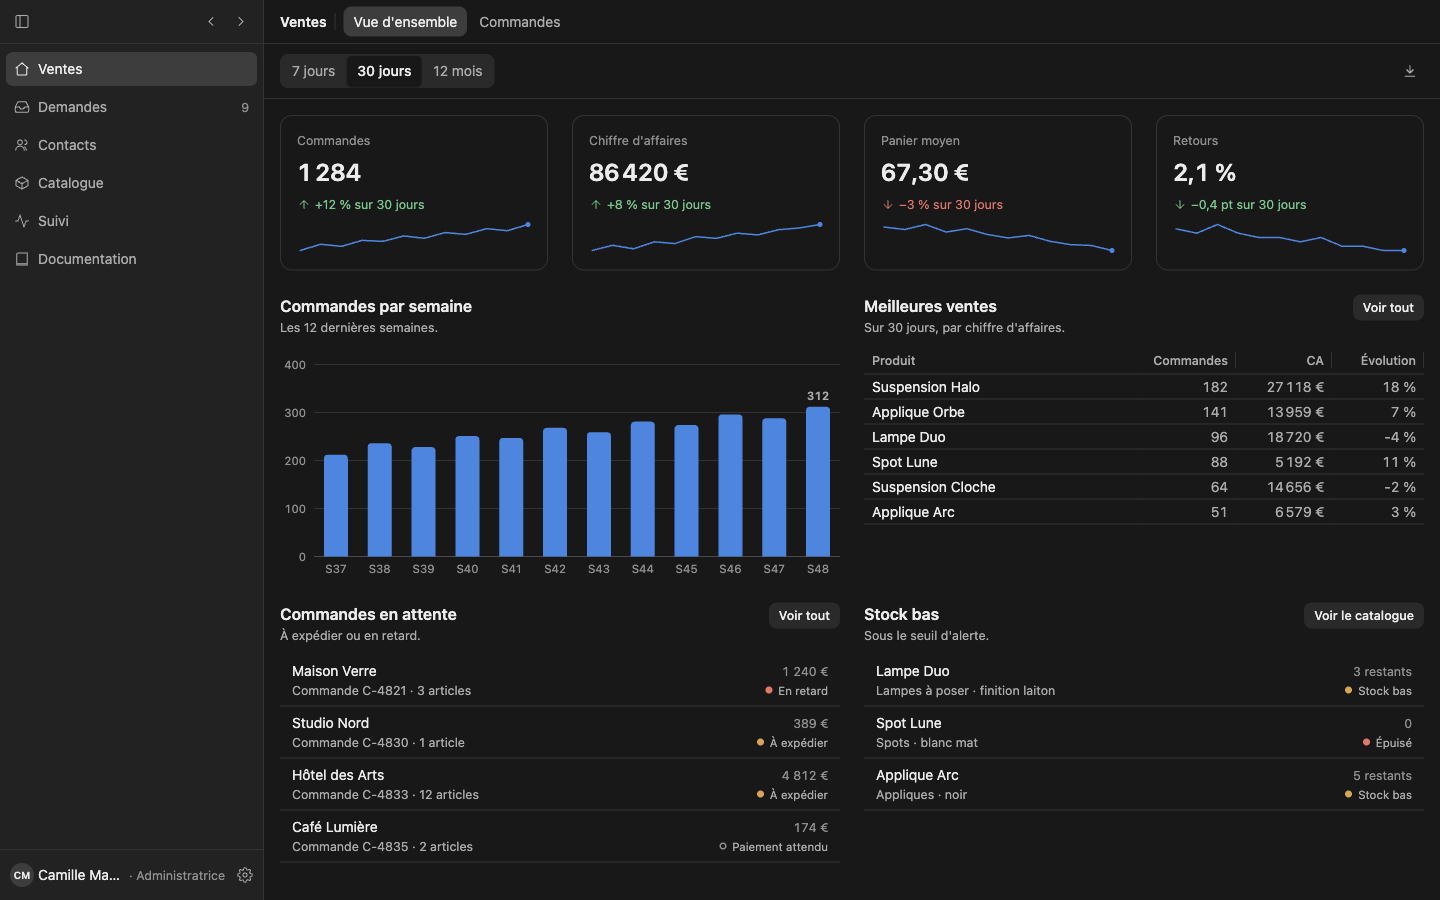 Ventes
Demandes 9
Contacts
Catalogue
Suivi
Documentation
CM Camille Ma... · Administratrice
Ventes Vue d'ensemble Commandes
7 jours 30 jours 12 mois
Commandes
1 284
+12 % sur 30 jours
Chiffre d'affaires
86 420 €
+8 % sur 30 jours
Panier moyen
67,30 €
−3 % sur 30 jours
Retours
2,1 %
−0,4 pt sur 30 jours
Commandes par semaine
Les 12 dernières semaines.
400
300
200
100
0
312
S37 S38 S39 S40 S41 S42 S43 S44 S45 S46 S47 S48
Meilleures ventes Voir tout
Sur 30 jours, par chiffre d'affaires.
Produit Commandes CA Évolution
Suspension Halo 182 27 118 € 18 %
Applique Orbe 141 13 959 € 7 %
Lampe Duo 96 18 720 € -4 %
Spot Lune 88 5 192 € 11 %
Suspension Cloche 64 14 656 € -2 %
Applique Arc 51 6 579 € 3 %
Commandes en attente Voir tout
À expédier ou en retard.
Maison Verre 1 240 €
Commande C-4821 · 3 articles En retard
Studio Nord 389 €
Commande C-4830 · 1 article À expédier
Hôtel des Arts 4 812 €
Commande C-4833 · 12 articles À expédier
Café Lumière 174 €
Commande C-4835 · 2 articles Paiement attendu
Stock bas Voir le catalogue
Sous le seuil d'alerte.
Lampe Duo 3 restants
Lampes à poser · finition laiton Stock bas
Spot Lune 0
Spots · blanc mat Épuisé
Applique Arc 5 restants
Appliques · noir Stock bas